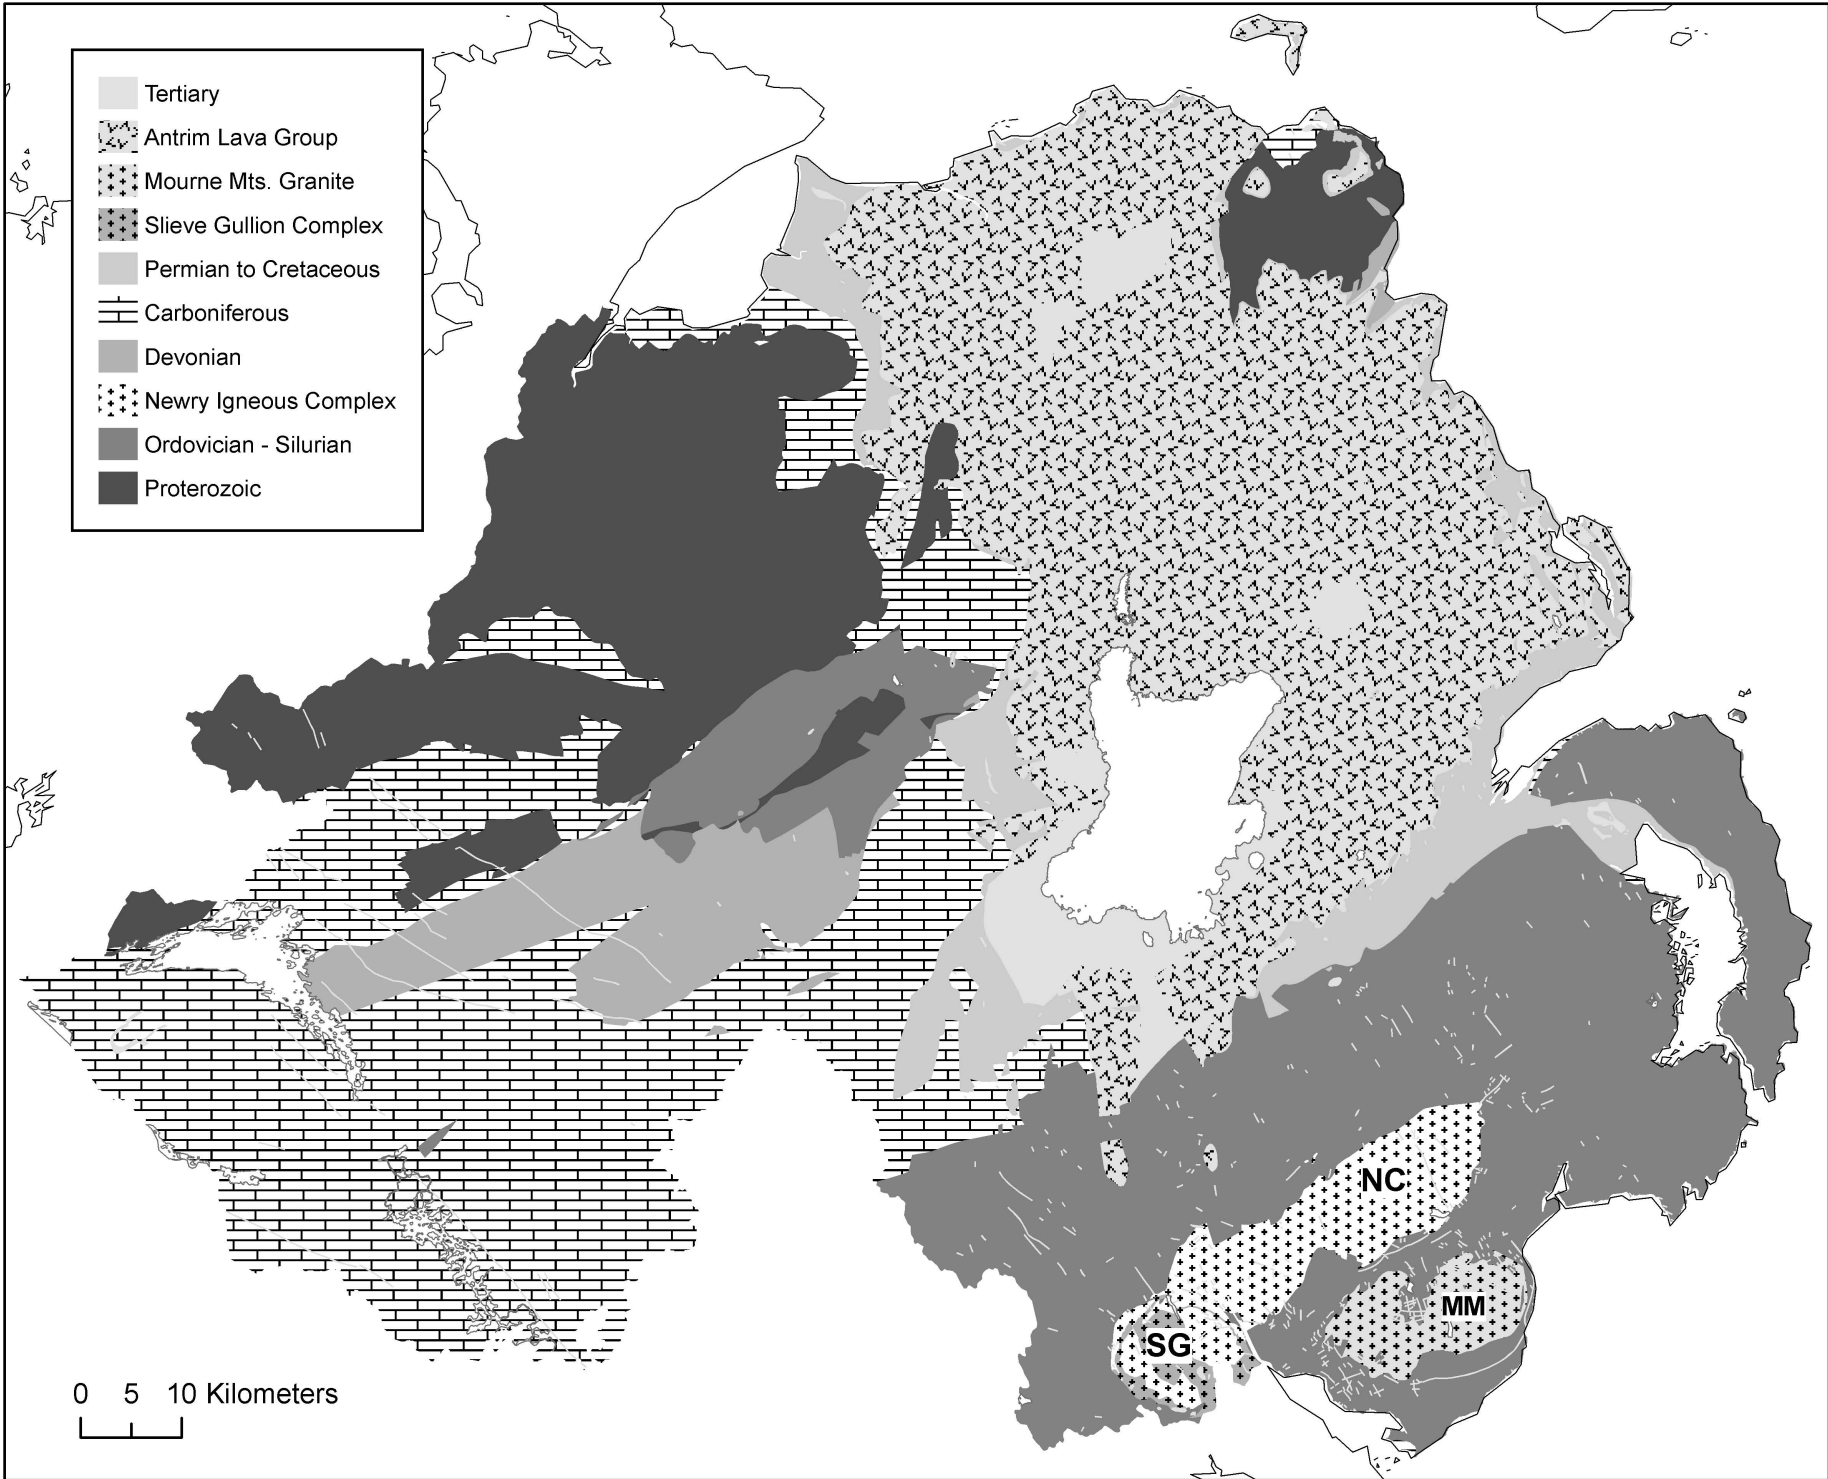 Tertiary
Antrim Lava Group
Mourne Mts. Granite
Slieve Gullion Complex
Permian to Cretaceous
Carboniferous
Devonian
Newry Igneous Complex
Ordovician - Silurian
Proterozoic
NC
MM
SG
0 5 10 Kilometers